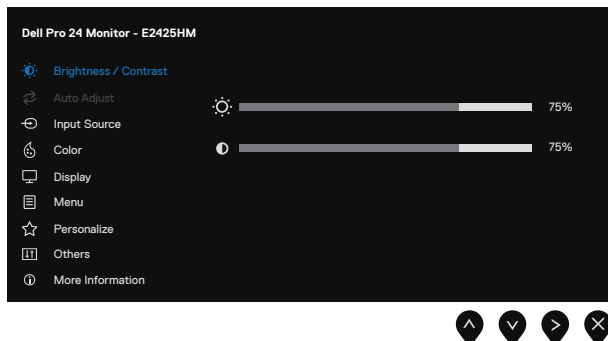 Dell Pro 24 Monitor - E2425HM
Brightness / Contrast
Auto Adjust
75%
Input Source
Color
75%
Display
Menu
Personalize
Others
More Information